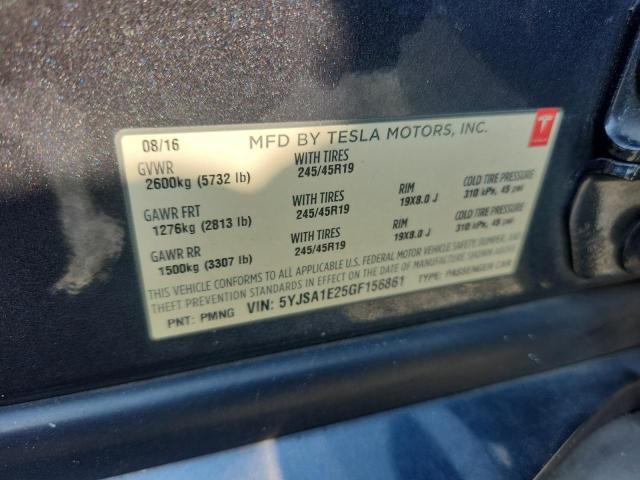 08/16 MFD BY TESLA MOTORS, INC.
GVWR WITH TIRES
2600kg (5732 lb) 245/45R19
GAWR FRT WITH TIRES RIM COLD TIRE PRESSURE
1276kg (2813 lb) 245/45R19 19X8.0 J 310 kPa, 45 psi
GAWR RR WITH TIRES RIM COLD TIRE PRESSURE
1500kg (3307 lb) 245/45R19 19X8.0 J 310 kPa, 45 psi
THIS VEHICLE CONFORMS TO ALL APPLICABLE U.S. FEDERAL MOTOR VEHICLE SAFETY, BUMPER, AND
THEFT PREVENTION STANDARDS IN EFFECT ON THE DATE OF MANUFACTURE SHOWN ABOVE.
PNT: PMNG VIN: 5YJSA1E25GF156861 TYPE: PASSENGER CAR